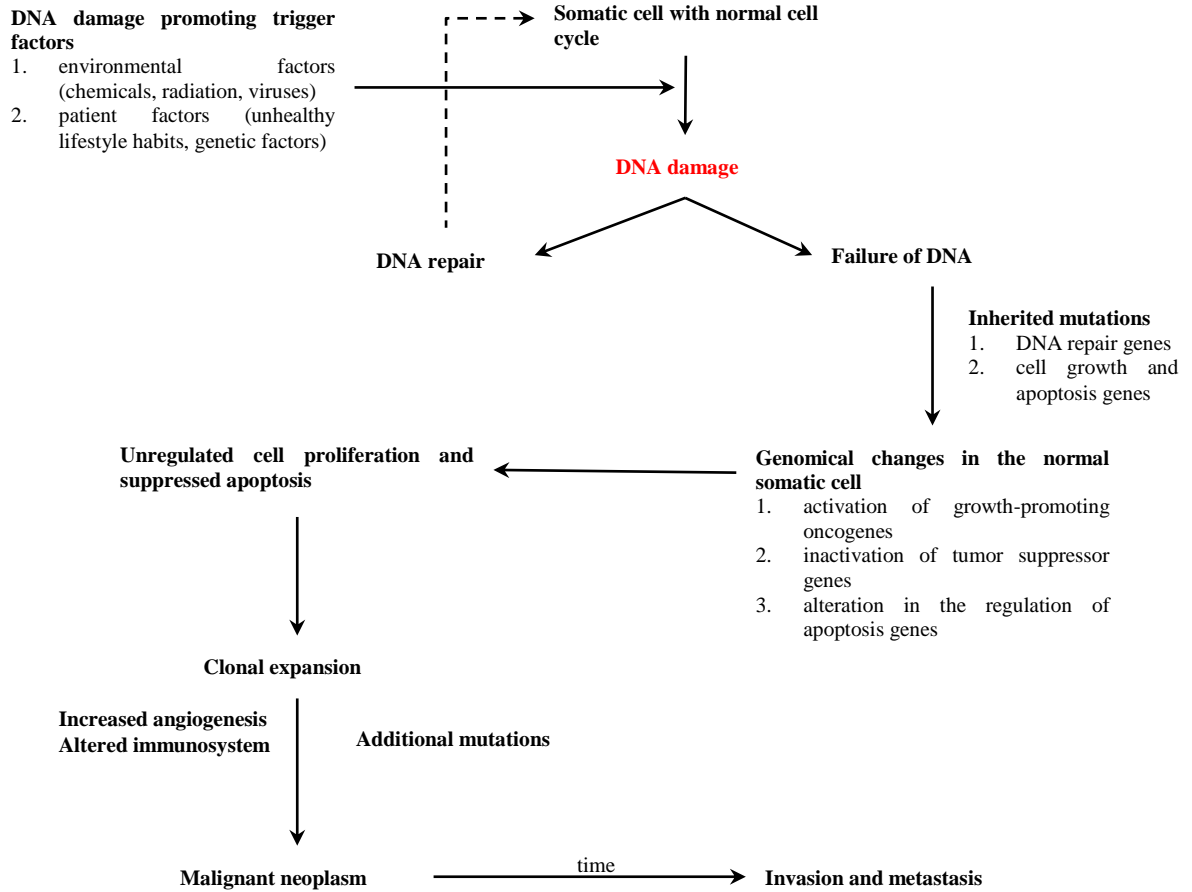 DNA damage promoting trigger
factors
1. environmental factors
(chemicals, radiation, viruses)
2. patient factors (unhealthy
lifestyle habits, genetic factors)
Somatic cell with normal cell
cycle
DNA damage
DNA repair
Failure of DNA
Inherited mutations
1. DNA repair genes
2. cell growth and
apoptosis genes
Genomical changes in the normal
somatic cell
1. activation of growth-promoting
oncogenes
2. inactivation of tumor suppressor
genes
3. alteration in the regulation of
apoptosis genes
Unregulated cell proliferation and
suppressed apoptosis
Clonal expansion
Increased angiogenesis
Altered immunosystem
Additional mutations
Malignant neoplasm
time
Invasion and metastasis